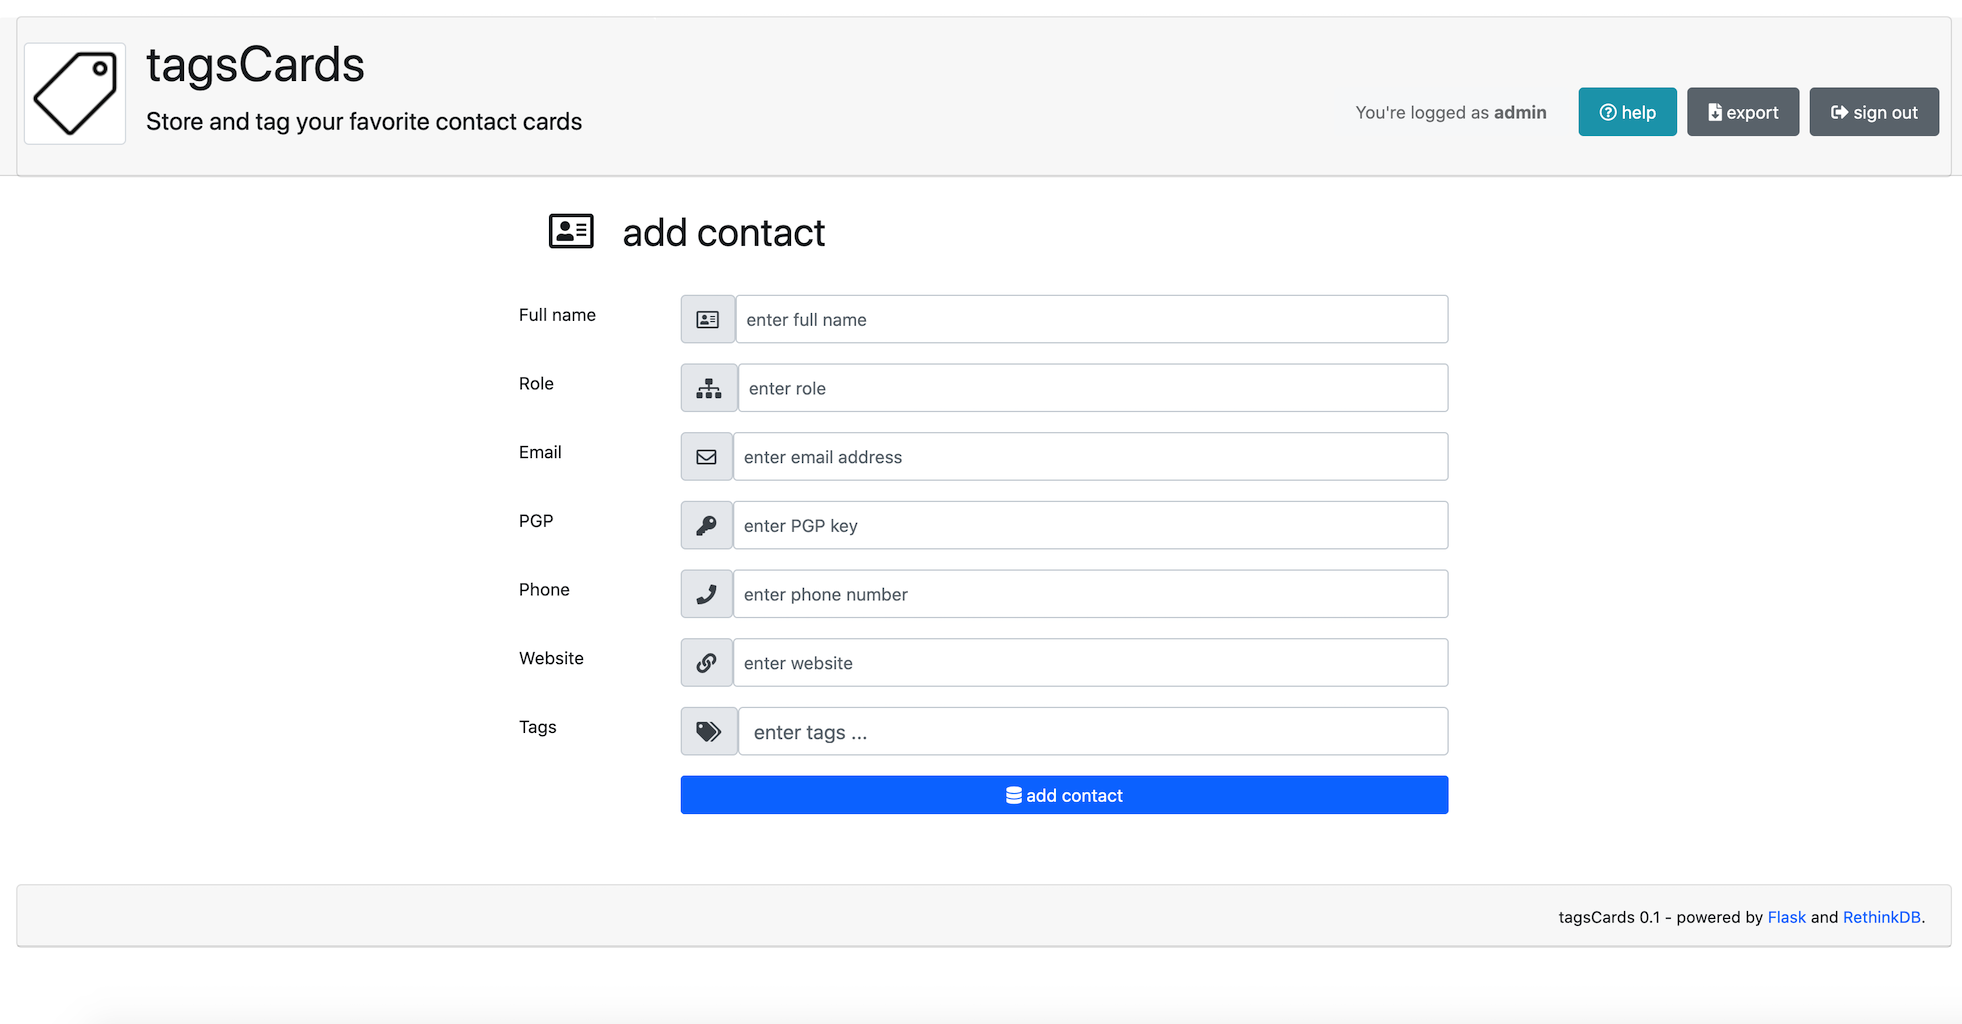 tagsCards
Store and tag your favorite contact cards
You're logged as admin
help
export
sign out
add contact
Full name
enter full name
Role
enter role
Email
enter email address
PGP
enter PGP key
Phone
enter phone number
Website
enter website
Tags
enter tags ...
add contact
tagsCards 0.1 - powered by Flask and RethinkDB.